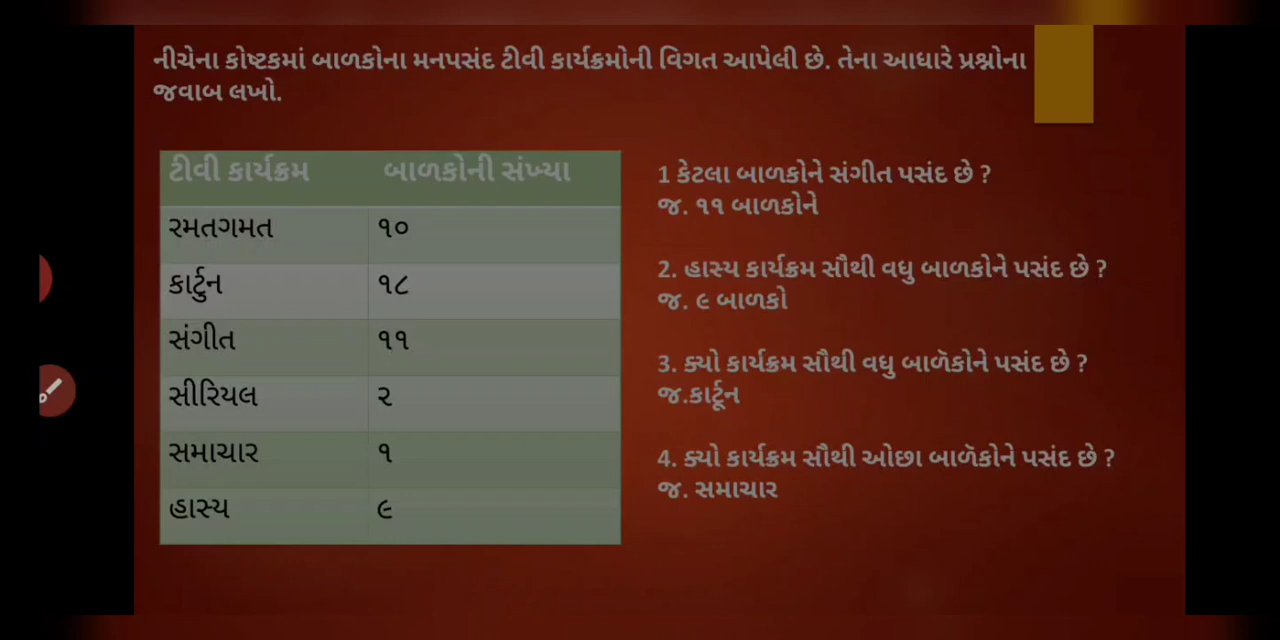 નીચેના કોષ્ટકમાં બાળકોના મનપસંદ ટીવી કાર્યક્રમોની વિગત આપેલી છે. તેના આધારે પ્રશ્નોના
જવાબ લખો.
ટીવી કાર્યક્રમ બાળકોની સંખ્યા
રમતગમત ૧૦
કાર્ટુન ૧૮
સંગીત ૧૧
સીરિયલ ૨
સમાચાર ૧
હાસ્ય ૯
1 કેટલા બાળકોને સંગીત પસંદ છે ?
જ. ૧૧ બાળકોને
2. હાસ્ય કાર્યક્રમ સૌથી વધુ બાળકોને પસંદ છે ?
જ. ૯ બાળકો
3. ક્યો કાર્યક્રમ સૌથી વધુ બાળૅકોને પસંદ છે ?
જ.કાર્ટૂન
4. ક્યો કાર્યક્રમ સૌથી ઓછા બાળૅકોને પસંદ છે ?
જ. સમાચાર